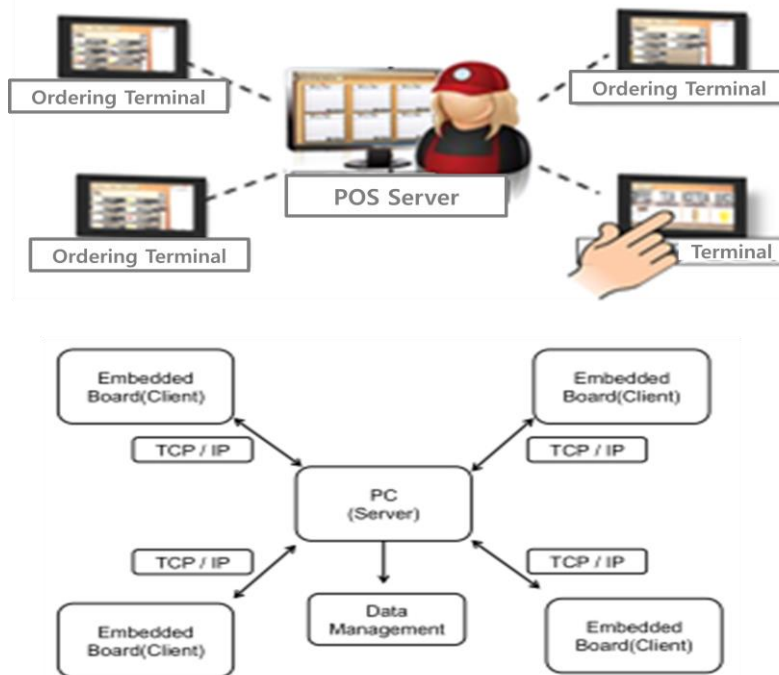 Ordering Terminal
Ordering Terminal
POS Server
Ordering Terminal
Terminal
Embedded
Board(Client)
Embedded
Board(Client)
TCP / IP
TCP / IP
PC
(Server)
TCP / IP
TCP / IP
Embedded
Board(Client)
Data
Management
Embedded
Board(Client)